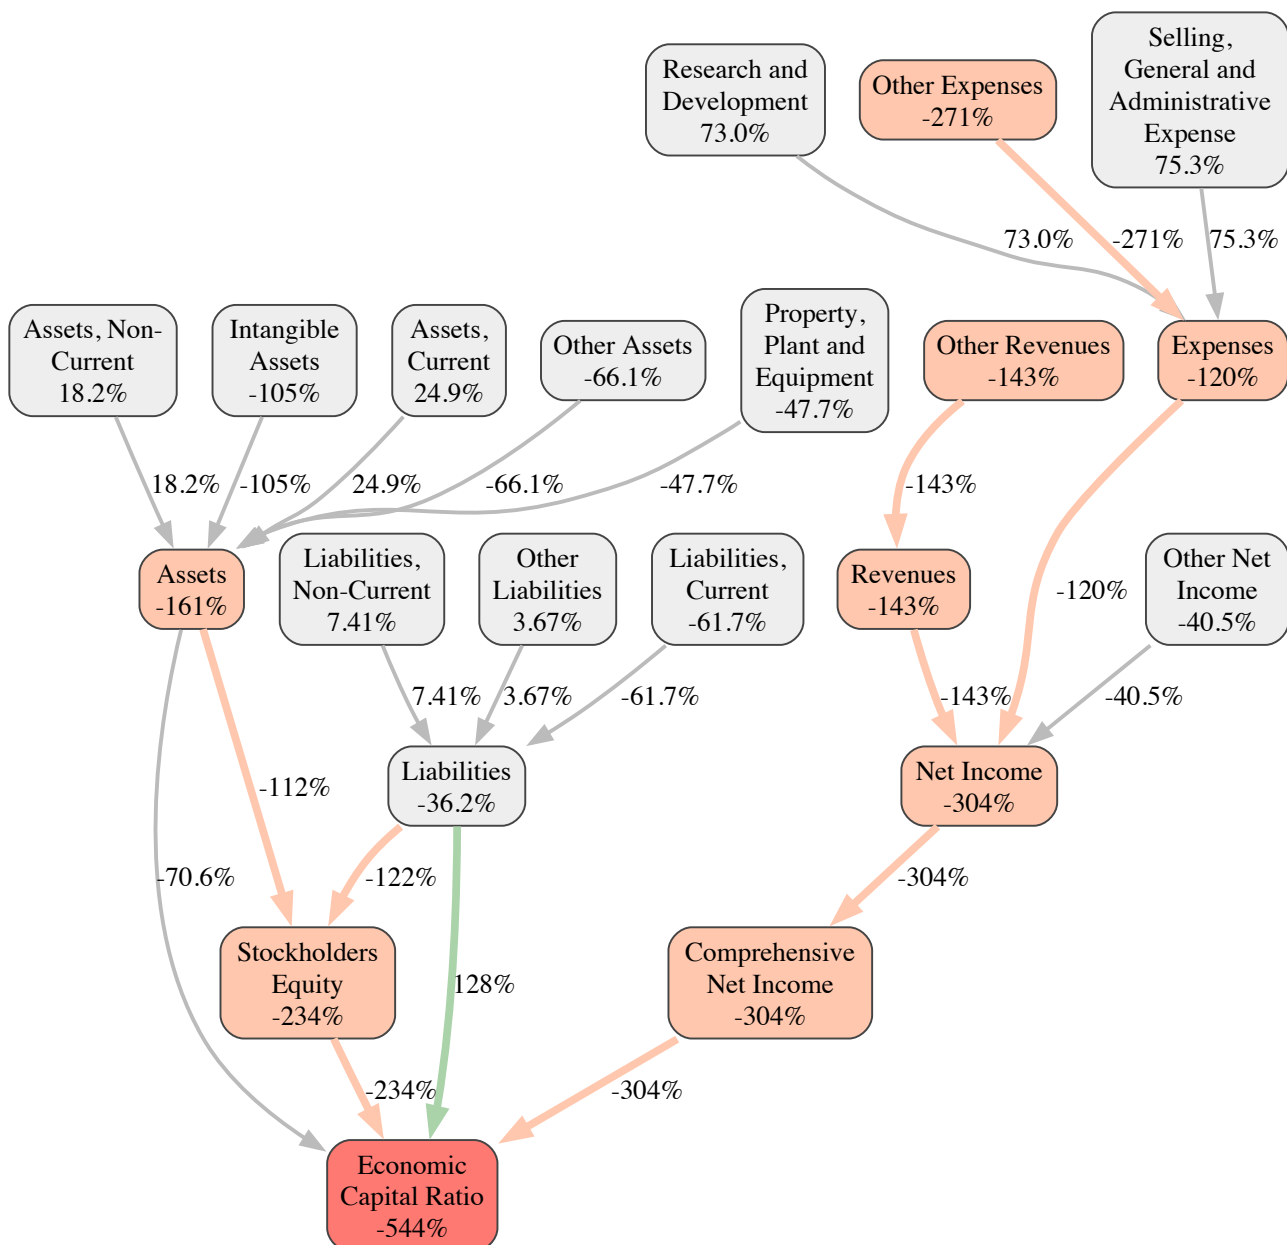 Research and
Development
73.0%
Other Expenses
-271%
Selling,
General and
Administrative
Expense
75.3%
73.0%
-271%
75.3%
Assets, Non-
Current
18.2%
Intangible
Assets
-105%
Assets,
Current
24.9%
Other Assets
-66.1%
Property,
Plant and
Equipment
-47.7%
Other Revenues
-143%
Expenses
-120%
18.2%
-105%
24.9%
-66.1%
-47.7%
-143%
-120%
Assets
-161%
Liabilities,
Non-Current
7.41%
Other
Liabilities
3.67%
Liabilities,
Current
-61.7%
Revenues
-143%
Other Net
Income
-40.5%
7.41%
3.67%
-61.7%
-143%
-40.5%
-112%
Liabilities
-36.2%
Net Income
-304%
-70.6%
-122%
-304%
Stockholders
Equity
-234%
128%
Comprehensive
Net Income
-304%
-234%
-304%
Economic
Capital Ratio
-544%